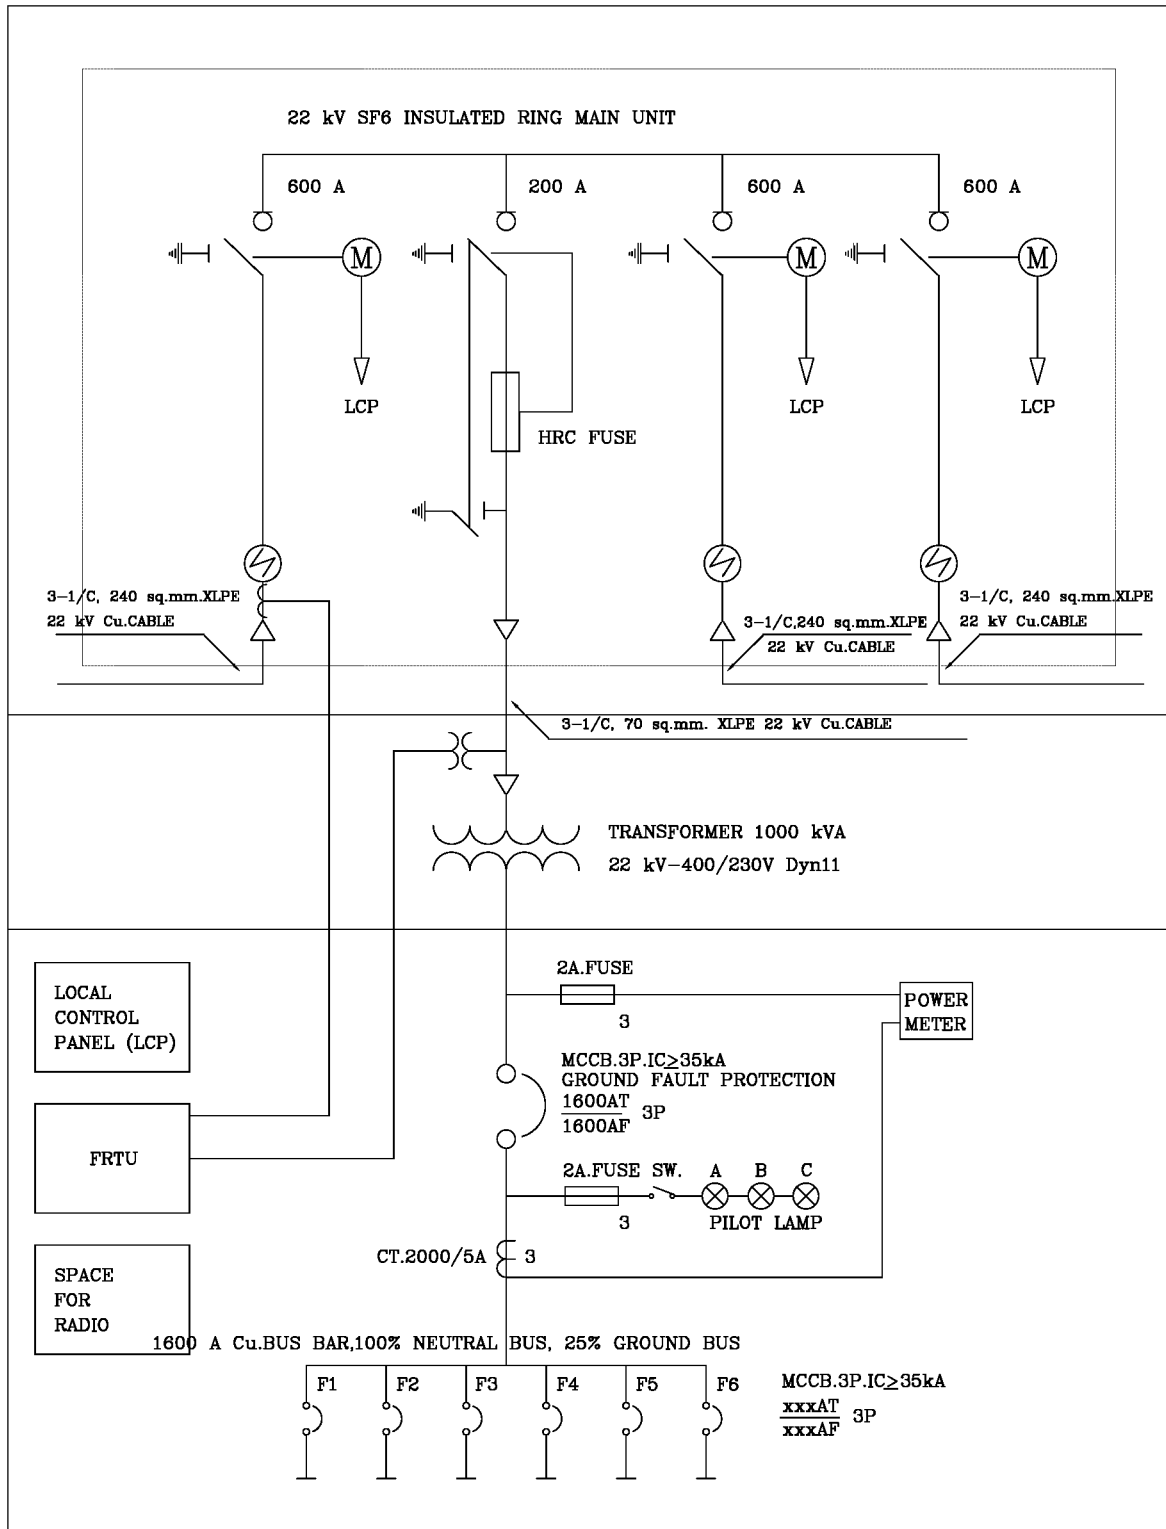 22 kV SF6 INSULATED RING MAIN UNIT
600 A
200 A
600 A
600 A
M
M
M
LCP
LCP
LCP
HRC FUSE
3-1/C, 240 sq.mm.XLPE
22 kV Cu.CABLE
3-1/C,240 sq.mm.XLPE
22 kV Cu.CABLE
3-1/C, 240 sq.mm.XLPE
22 kV Cu.CABLE
3-1/C, 70 sq.mm. XLPE 22 kV Cu.CABLE
TRANSFORMER 1000 kVA
22 kV-400/230V Dyn11
LOCAL
CONTROL
PANEL (LCP)
2A.FUSE
3
POWER
METER
MCCB.3P.IC≥35kA
GROUND FAULT PROTECTION
1600AT
1600AF
3P
FRTU
2A.FUSE SW. A B C
3
PILOT LAMP
CT.2000/5A 3
SPACE
FOR
RADIO
1600 A Cu.BUS BAR,100% NEUTRAL BUS, 25% GROUND BUS
F1 F2 F3 F4 F5 F6
MCCB.3P.IC≥35kA
xxxAT
xxxAF
3P